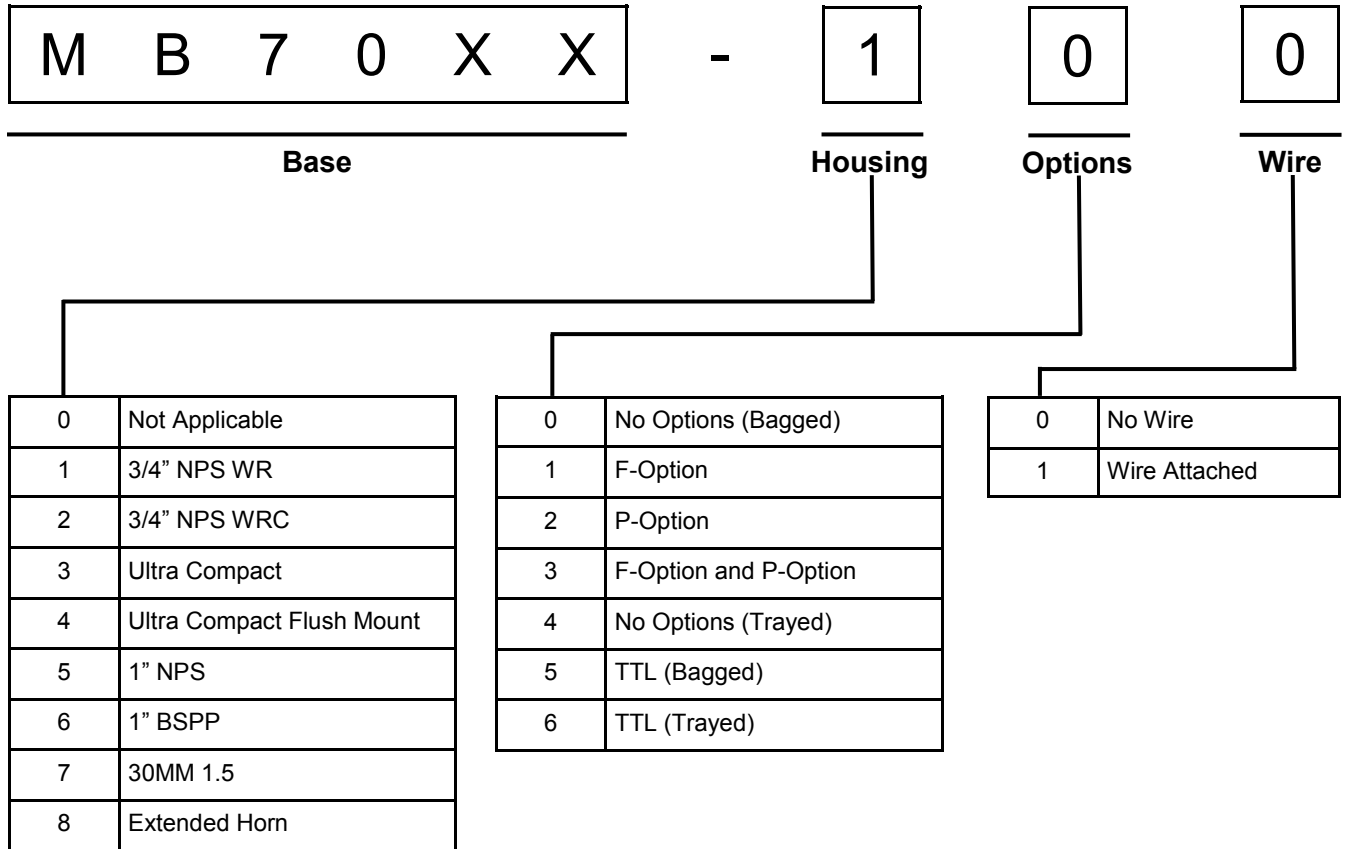 M B 7 0 X X - 1 0 0
Base Housing Options Wire
0 Not Applicable
1 3/4” NPS WR
2 3/4” NPS WRC
3 Ultra Compact
4 Ultra Compact Flush Mount
5 1” NPS
6 1” BSPP
7 30MM 1.5
8 Extended Horn
0 No Options (Bagged)
1 F-Option
2 P-Option
3 F-Option and P-Option
4 No Options (Trayed)
5 TTL (Bagged)
6 TTL (Trayed)
0 No Wire
1 Wire Attached